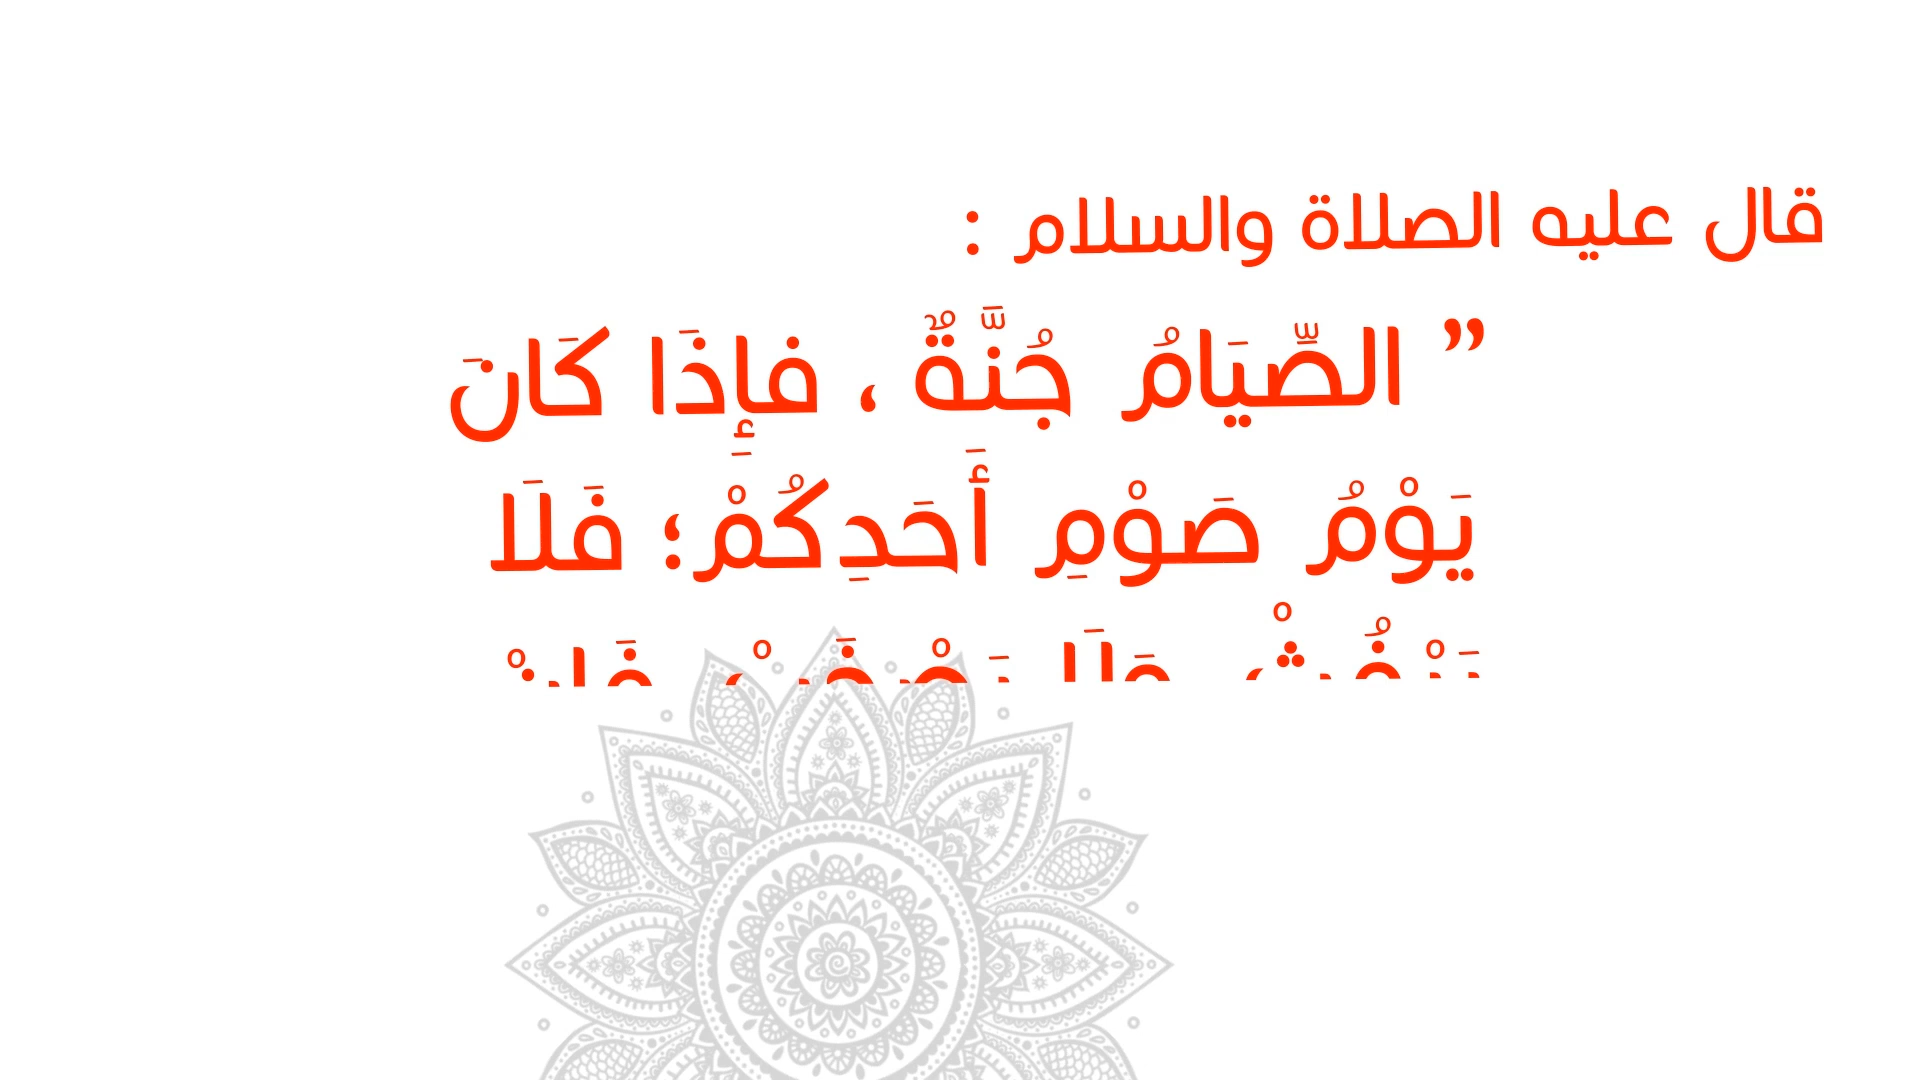 قال عليه الصلاة والسلام :
” الصِّيَامُ جُنَّةٌ ، فإِذَا كَانَ
يَوْمُ صَوْمِ أَحَدِكُمْ؛ فَلَا